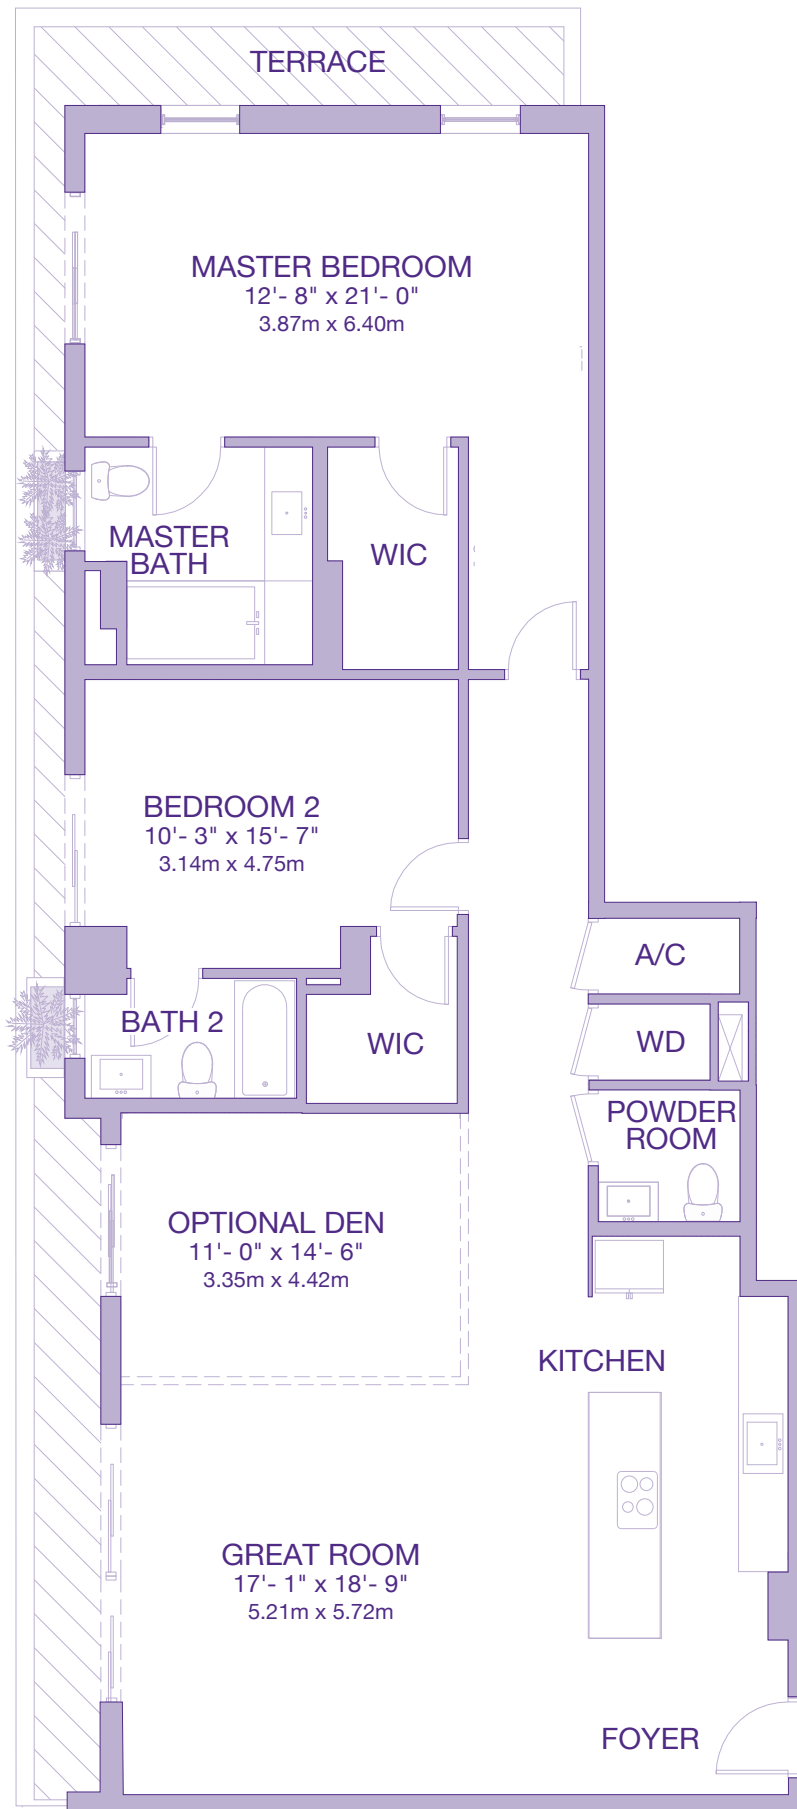 TERRACE
MASTER BEDROOM
12'- 8" x 21'- 0"
3.87m x 6.40m
MASTER
BATH
WIC
BEDROOM 2
10'- 3" x 15'- 7"
3.14m x 4.75m
A/C
BATH 2
WIC
WD
POWDER
ROOM
OPTIONAL DEN
11'- 0" x 14'- 6"
3.35m x 4.42m
KITCHEN
GREAT ROOM
17'- 1" x 18'- 9"
5.21m x 5.72m
FOYER